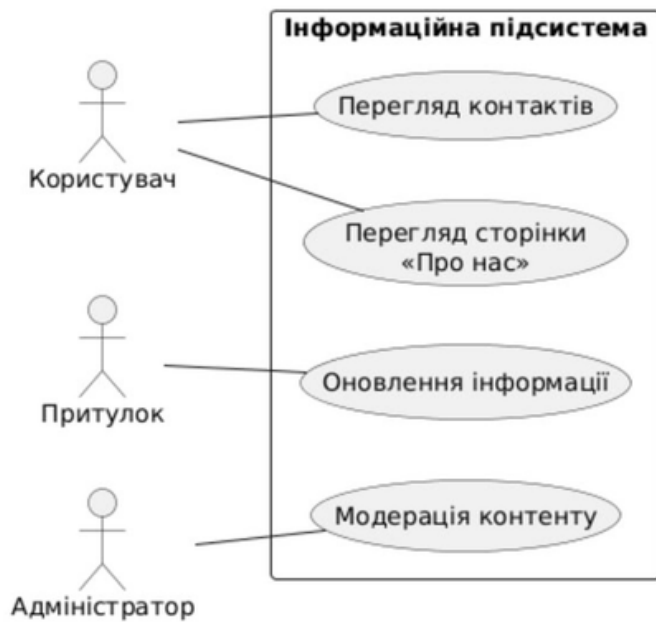 Інформаційна підсистема
Перегляд контактів
Користувач
Перегляд сторінки
«Про нас»
Оновлення інформації
Притулок
Модерація контенту
Адміністратор